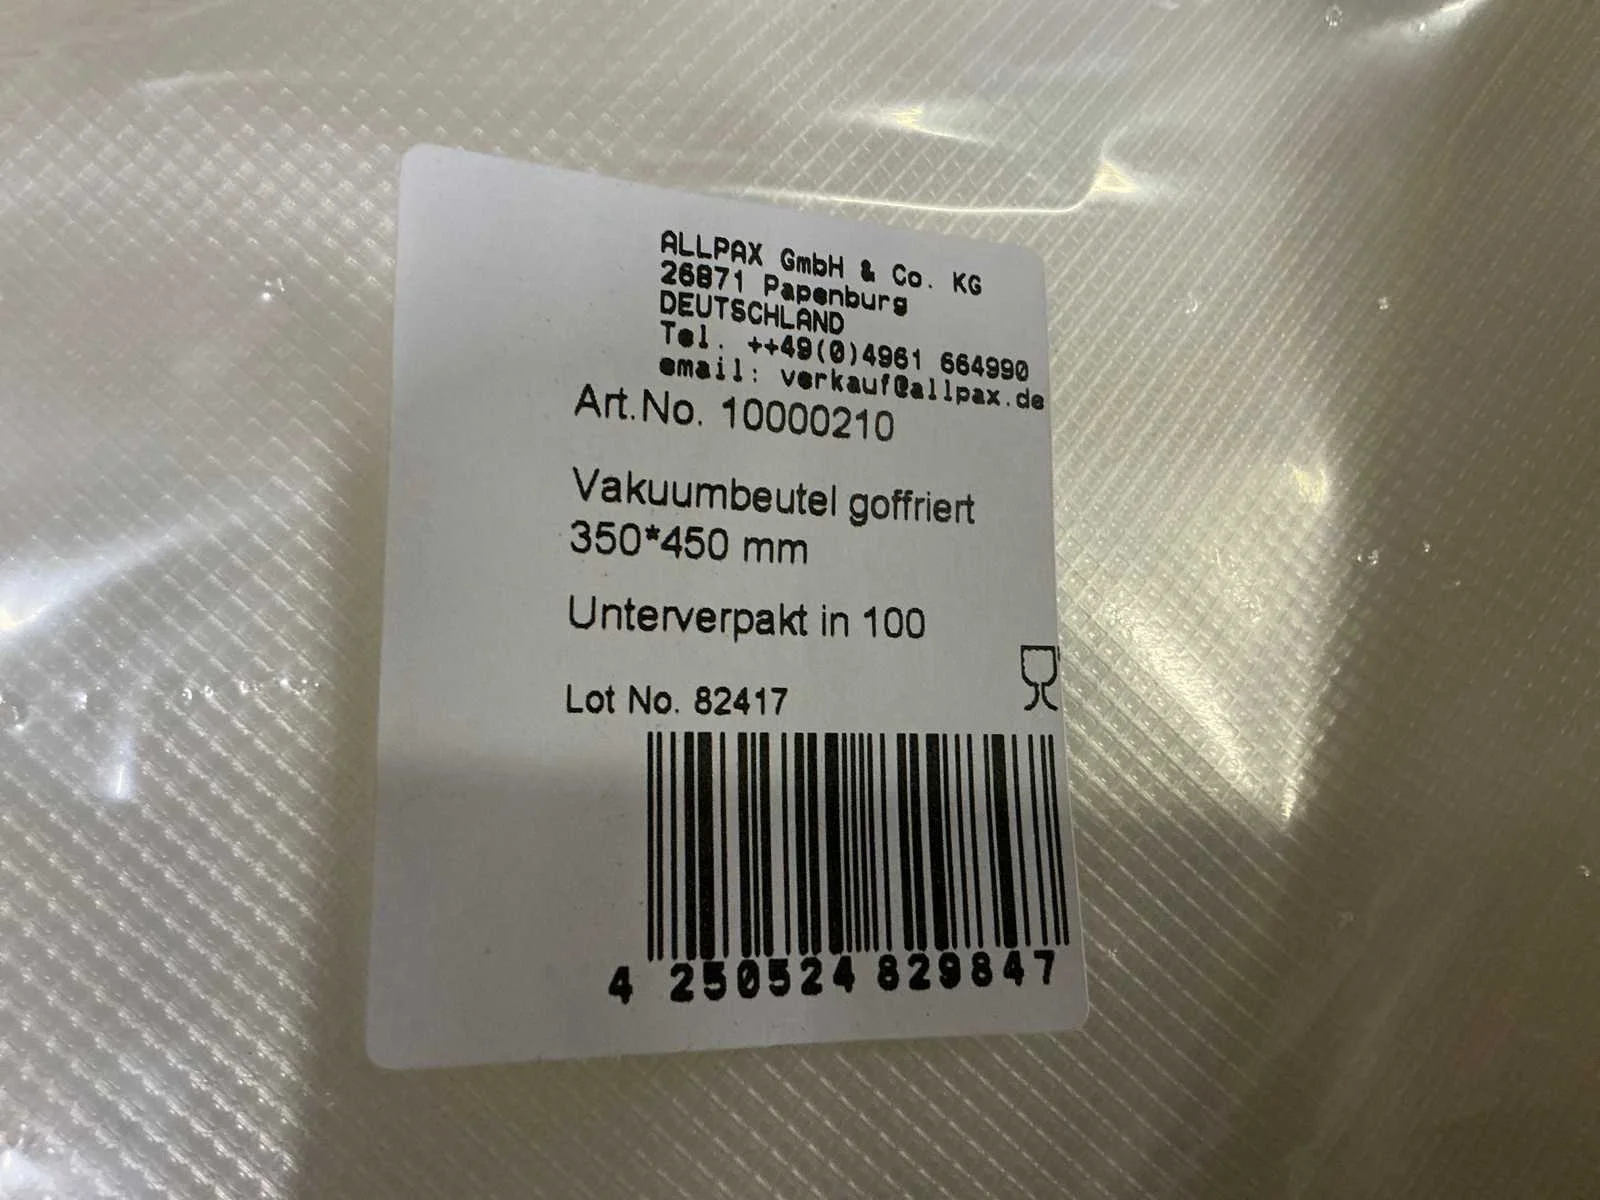 ALLPAX GmbH & Co. KG
26871 Papenburg
DEUTSCHLAND
Tel. ++49(0)4961 664990
email: verkauf@allpax.de
Art.No. 10000210
Vakuumbeutel goffriert
350*450 mm
Unterverpakt in 100
Lot No. 82417
4 250524 829847